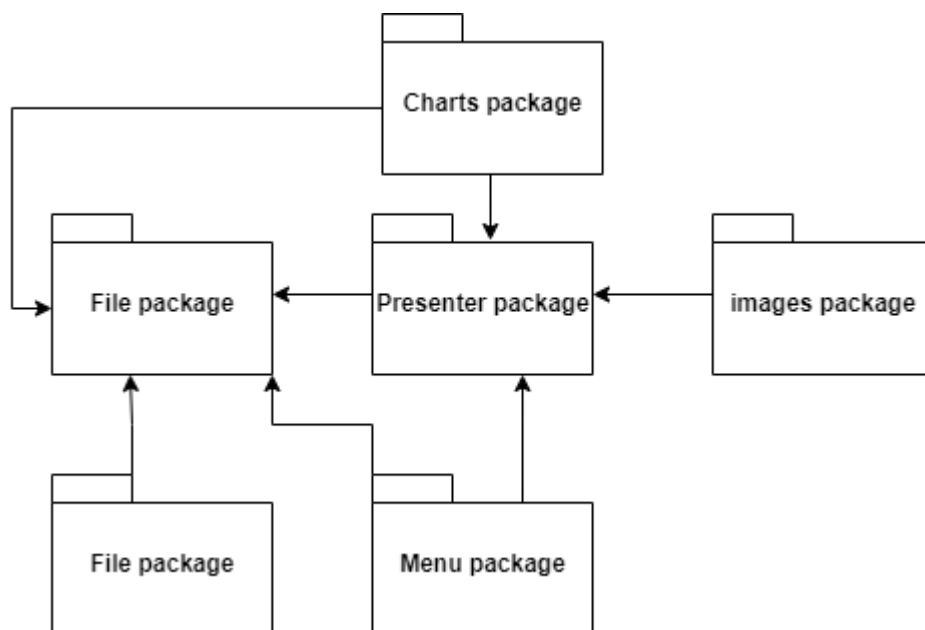 Charts package
File package
Presenter package
images package
File package
Menu package